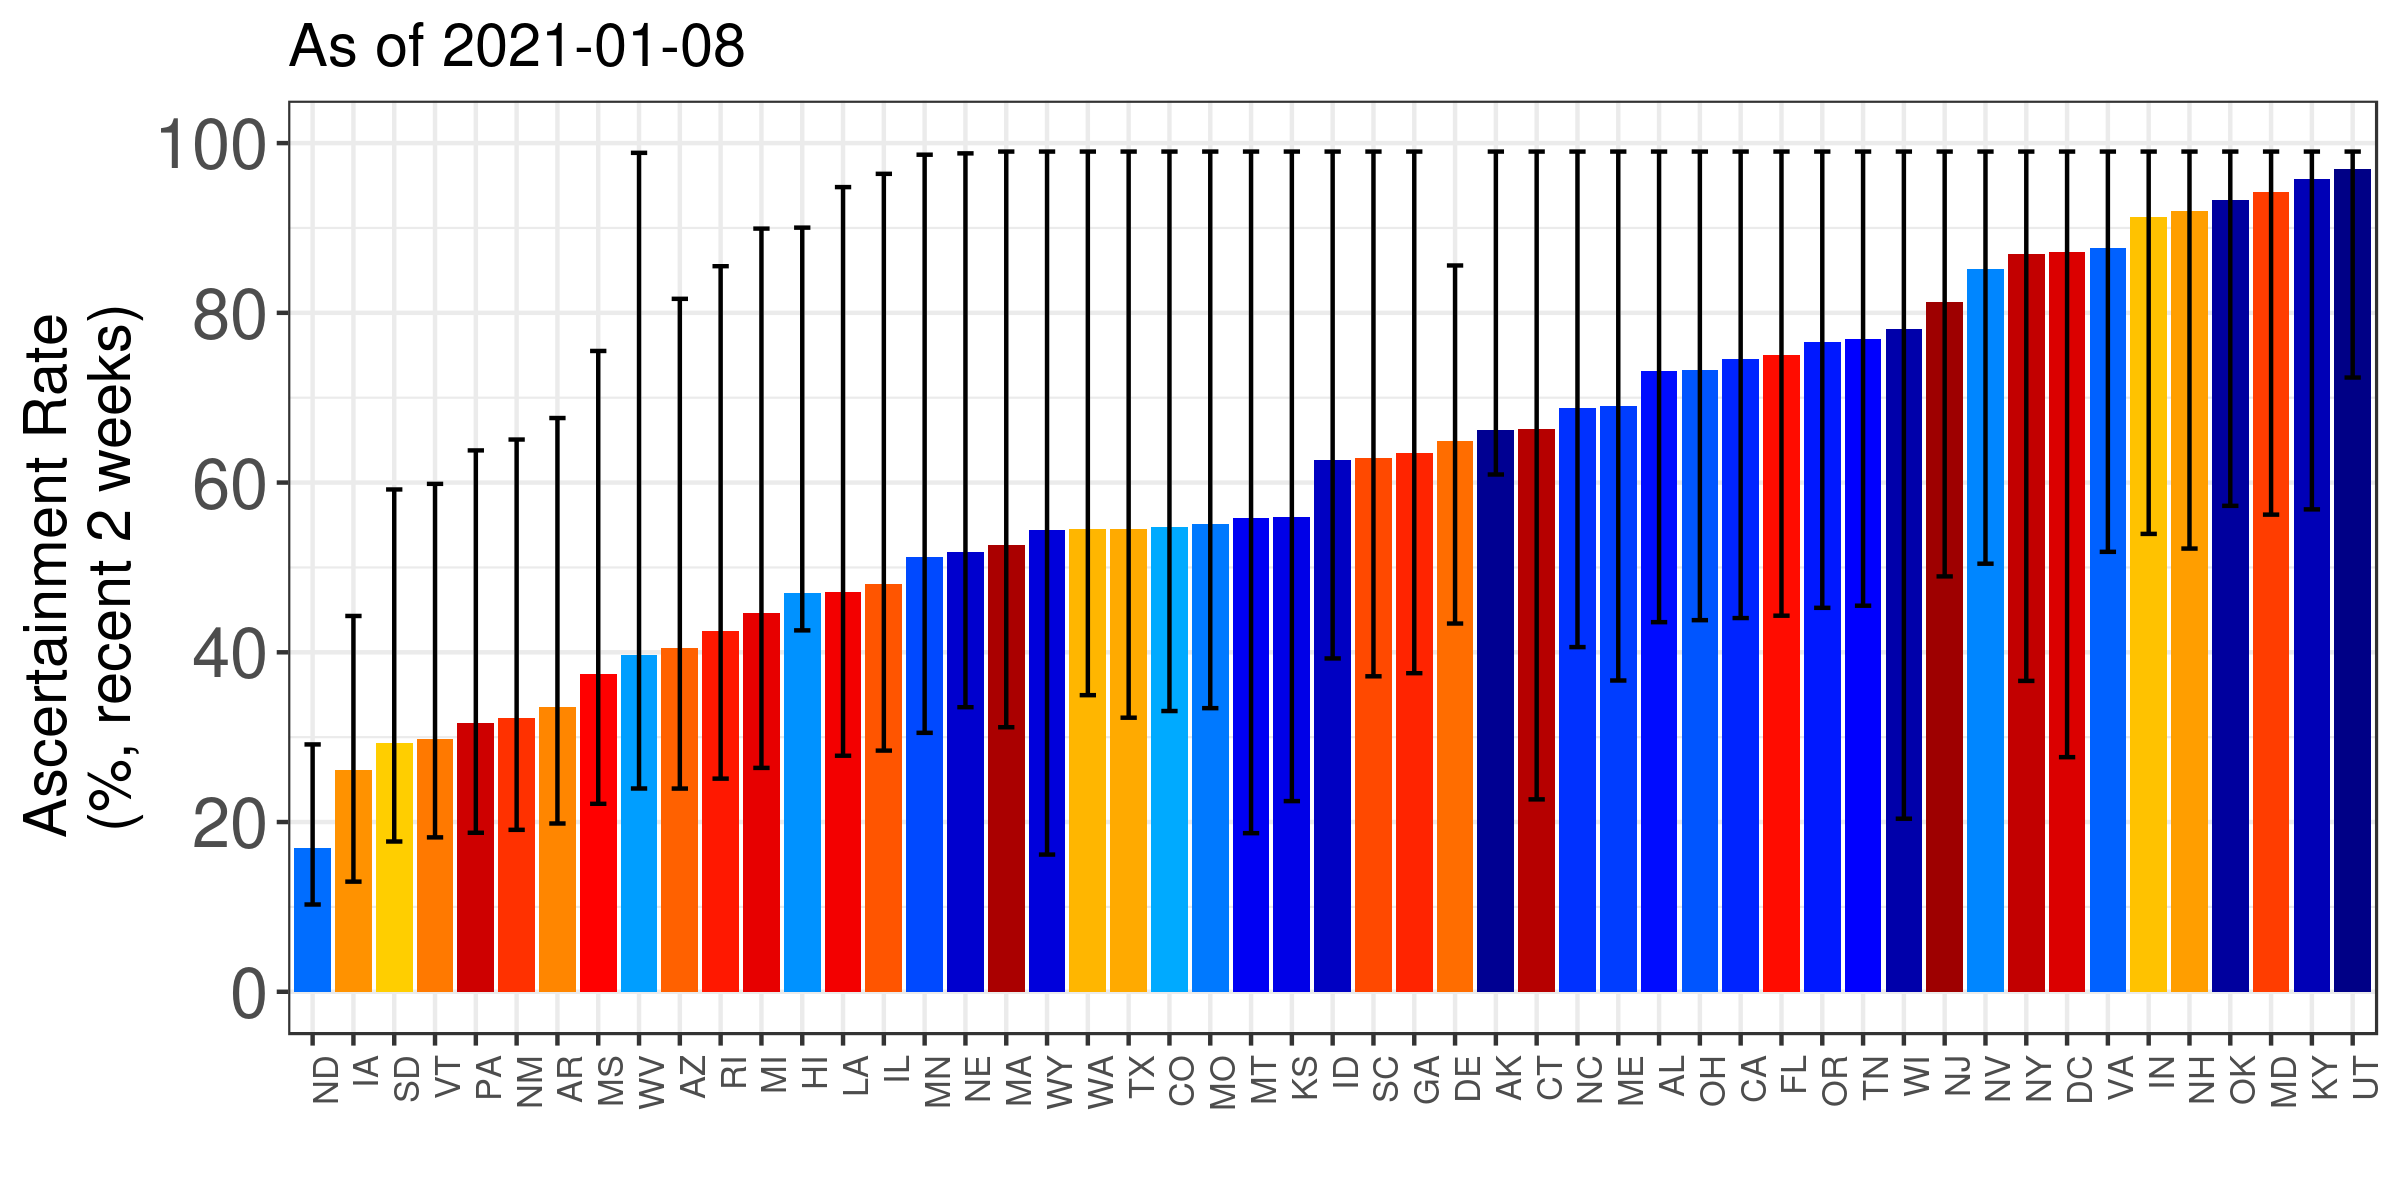 As of 2021-01-08
Ascertainment Rate
(%, recent 2 weeks)
100
80
60
40
20
0
ND IA SD VT PA NM AR MS WV AZ RI MI HI LA IL MN NE MA WY WA TX CO MO MT KS ID SC GA DE AK CT NC ME AL OH CA FL OR TN WI NJ NV NY DC VA IN NH OK MD KY UT